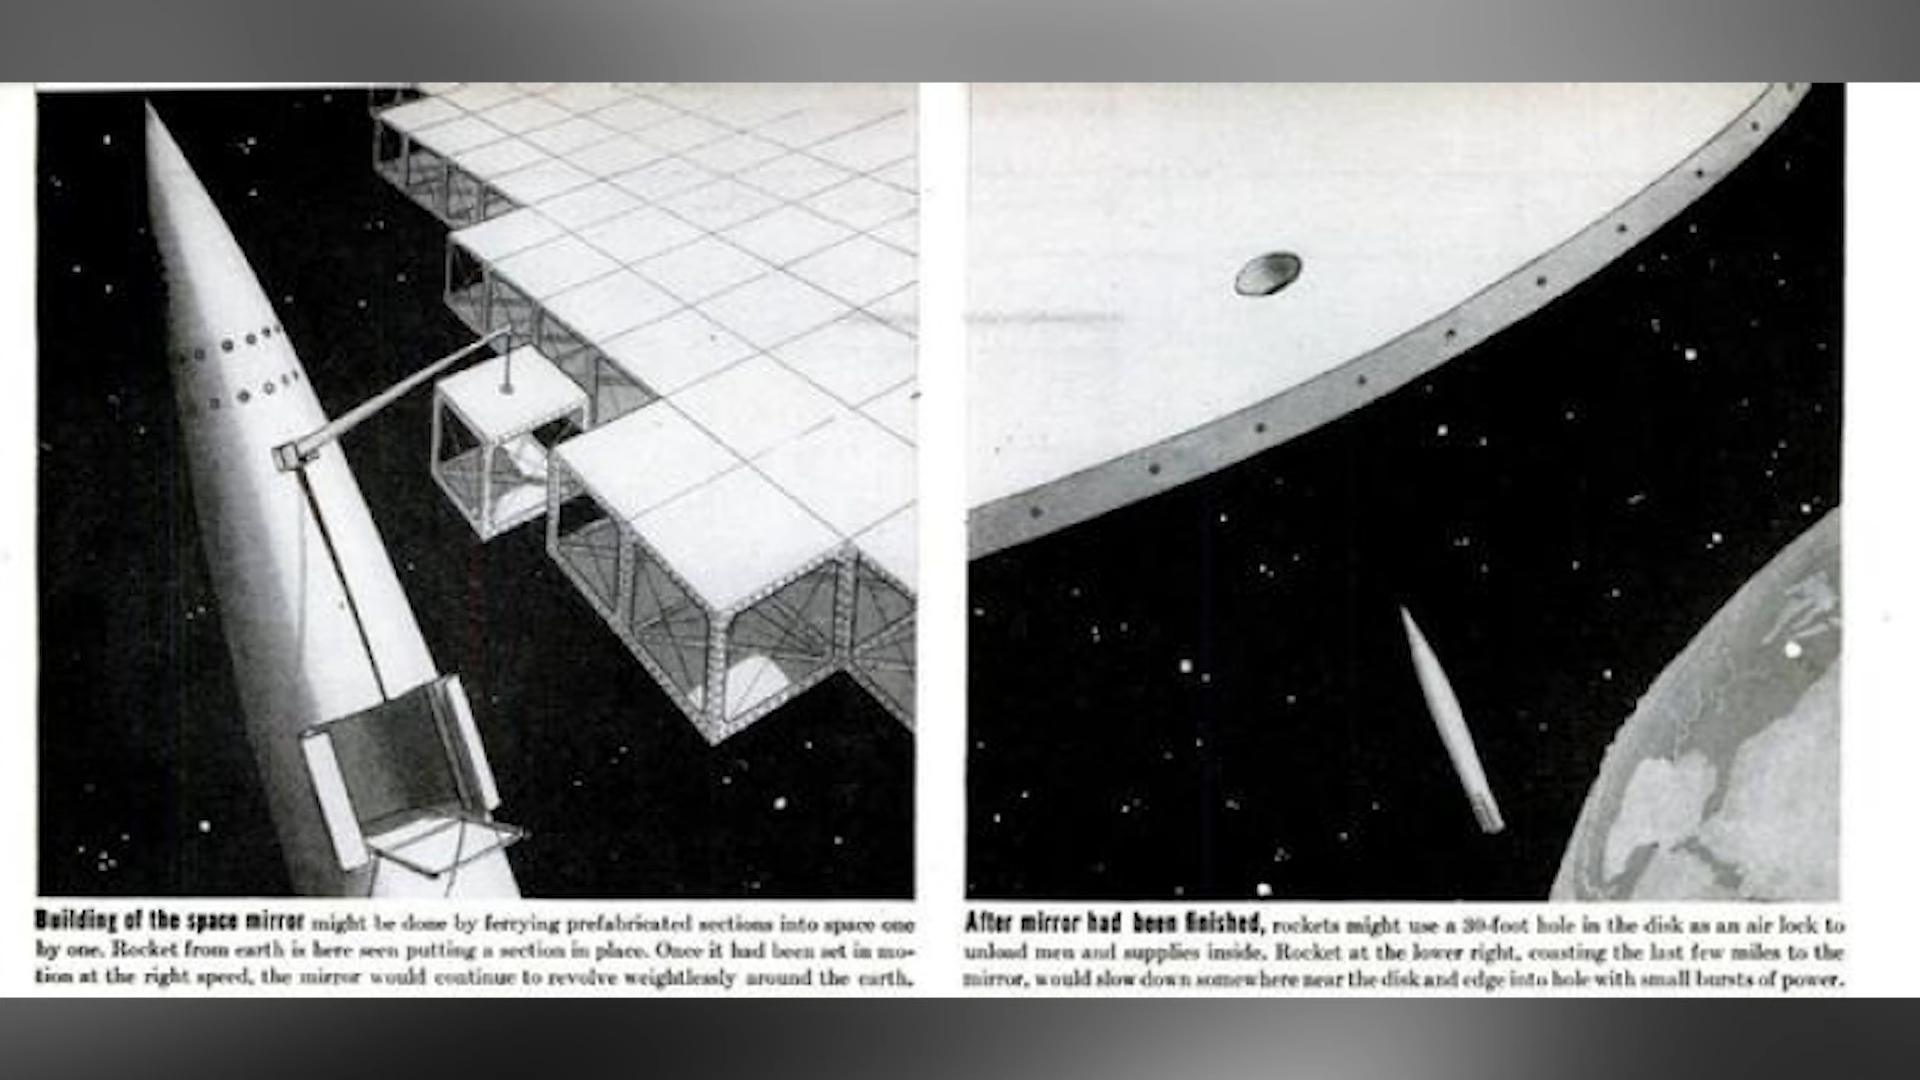 Building of the space mirror might be done by ferrying prefabricated sections into space one
by one. Rocket from earth is here seen putting a section in place. Once it had been set in mo-
tion at the right speed, the mirror would continue to revolve weightlessly around the earth.
After mirror had been finished, rockets might use a 30-foot hole in the disk as an air lock to
unload men and supplies inside. Rocket at the lower right, coasting the last few miles to the
mirror, would slow down somewhere near the disk and edge into hole with small bursts of power.